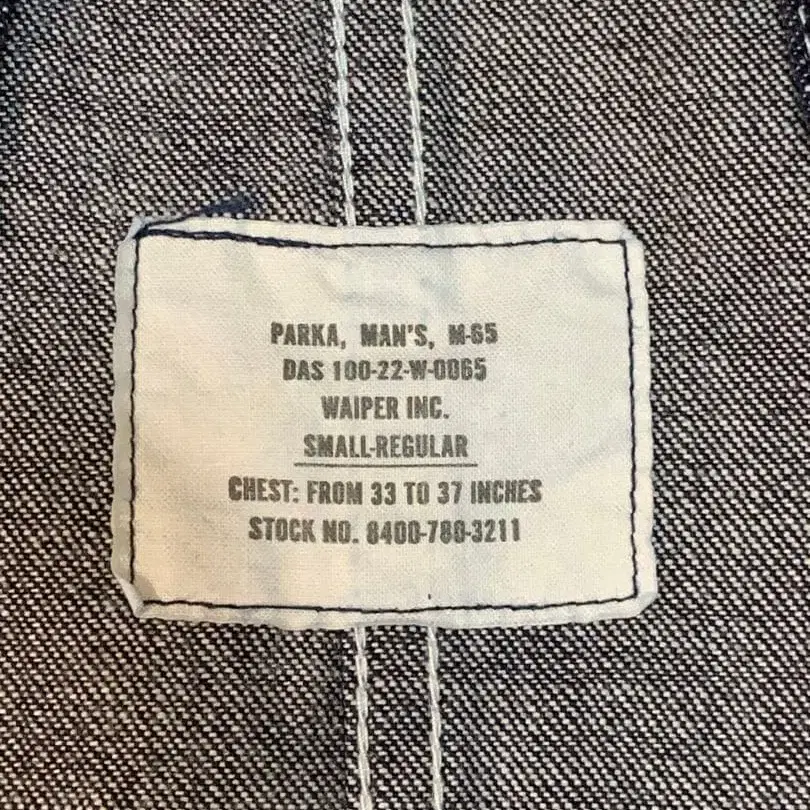 PARKA, MAN'S, M-65
DAS 100-22-W-0065
WAIPER INC.
SMALL-REGULAR
CHEST: FROM 33 TO 37 INCHES
STOCK NO. 8400-780-3211